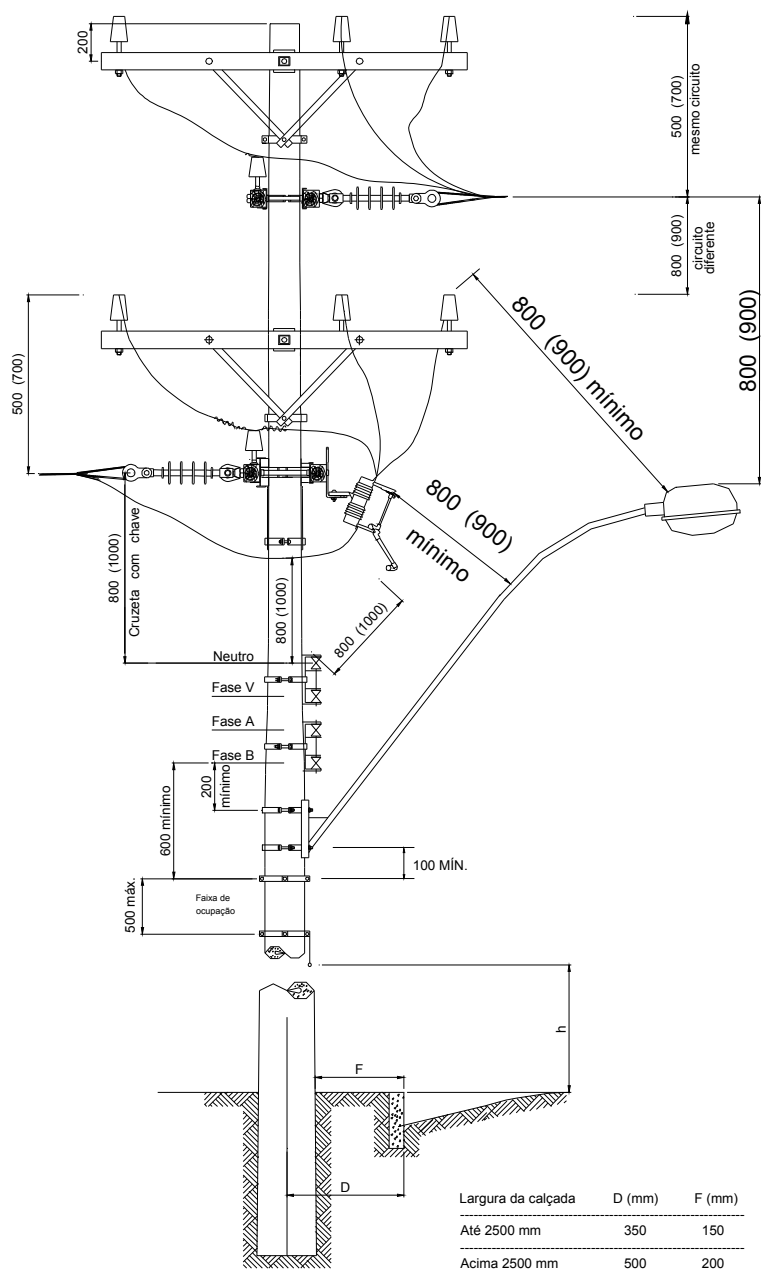 200
500 (700)
mesmo circuito
800 (900)
circuito
diferente
800 (900)
800 (900) mínimo
500 (700)
800 (900)
mínimo
800 (1000)
Cruzeta com chave
800 (1000)
800 (1000)
Neutro
Fase V
Fase A
Fase B
200
mínimo
600 mínimo
100 MÍN.
500 máx.
Faixa de
ocupação
h
F
D
Largura da calçada D (mm) F (mm)
Até 2500 mm 350 150
Acima 2500 mm 500 200